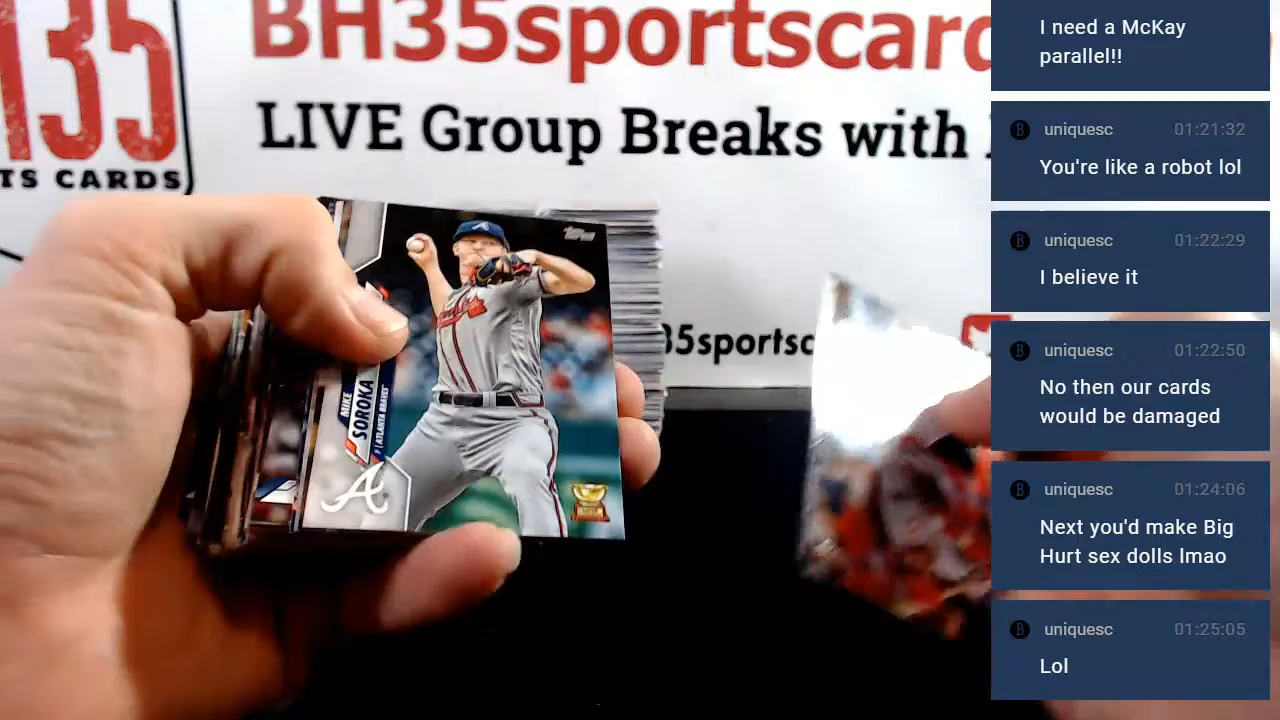 135
TS CARDS
BH35sportscard
LIVE Group Breaks with
35sportsc
topps
MIKE
SOROKA
ATLANTA BRAVES
A
I need a McKay
parallel!!
uniquesc 01:21:32
You're like a robot lol
uniquesc 01:22:29
I believe it
uniquesc 01:22:50
No then our cards
would be damaged
uniquesc 01:24:06
Next you'd make Big
Hurt sex dolls lmao
uniquesc 01:25:05
Lol